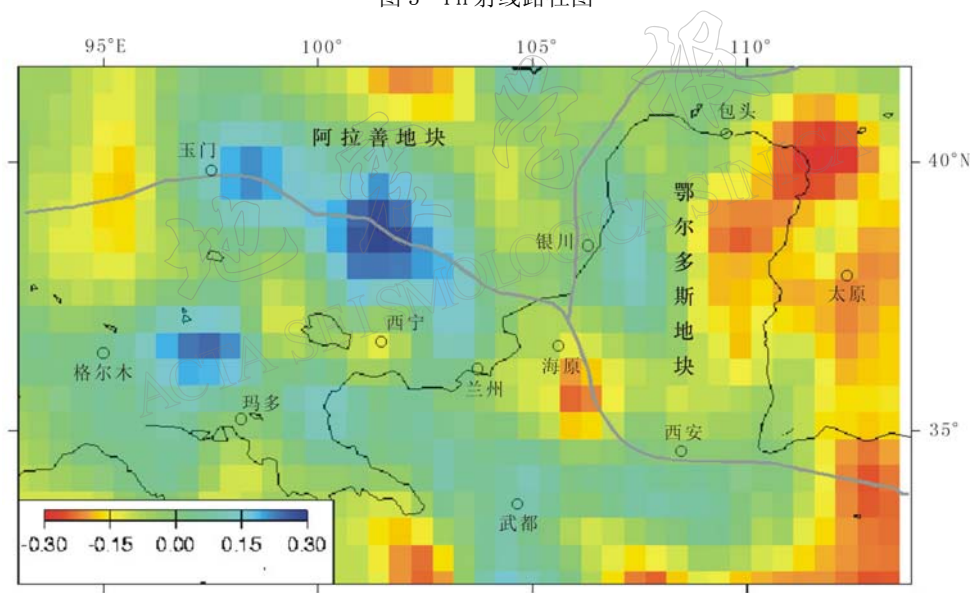 95°E 100° 105° 110°
包头
阿拉善地块
玉门
40°N
鄂尔多斯地块
银川
太原
西宁
海原
格尔木
兰州
玛多
35°
西安
武都
-0.30 -0.15 0.00 0.15 0.30